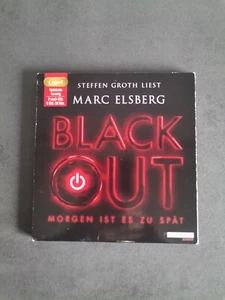 STEFFEN GROTH LIEST
MARC ELSBERG
BLACK
OUT
MORGEN IST ES ZU SPÄT